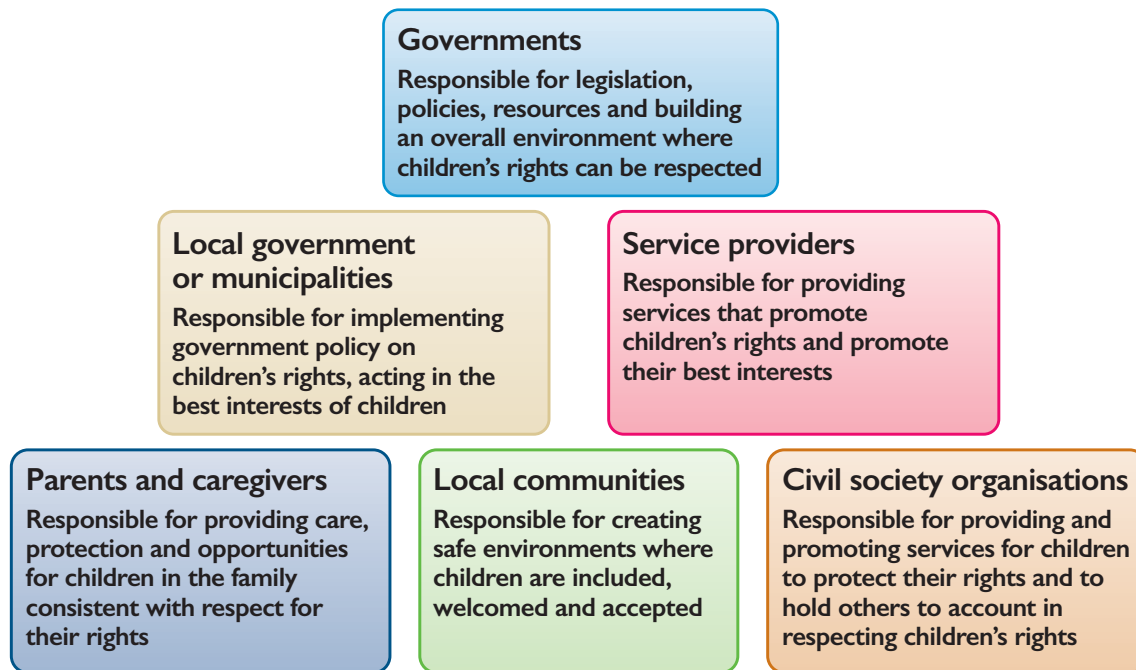 Governments
Responsible for legislation,
policies, resources and building
an overall environment where
children’s rights can be respected
Local government
or municipalities
Responsible for implementing
government policy on
children’s rights, acting in the
best interests of children
Service providers
Responsible for providing
services that promote
children’s rights and promote
their best interests
Parents and caregivers
Responsible for providing care,
protection and opportunities
for children in the family
consistent with respect for
their rights
Local communities
Responsible for creating
safe environments where
children are included,
welcomed and accepted
Civil society organisations
Responsible for providing and
promoting services for children
to protect their rights and to
hold others to account in
respecting children’s rights